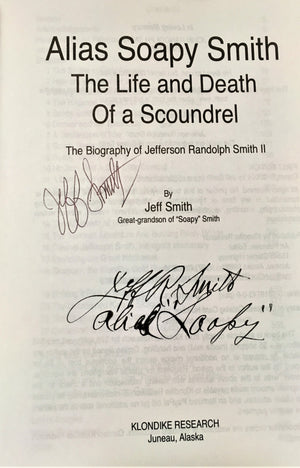 Alias Soapy Smith
The Life and Death
Of a Scoundrel
The Biography of Jefferson Randolph Smith II
Jeff Smith
By
Jeff Smith
Great-grandson of "Soapy" Smith
Jeff R. Smith
alias "Soapy"
KLONDIKE RESEARCH
Juneau, Alaska